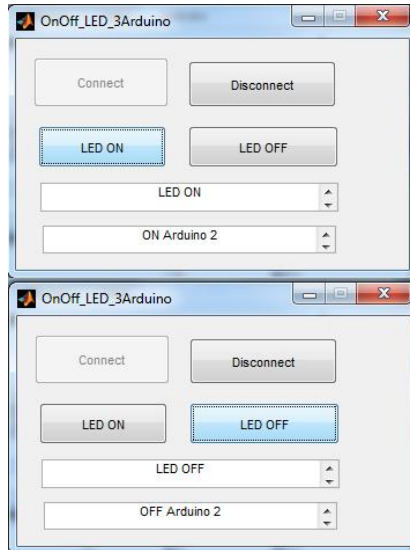 OnOff_LED_3Arduino
Connect Disconnect
LED ON LED OFF
LED ON
ON Arduino 2
OnOff_LED_3Arduino
Connect Disconnect
LED ON LED OFF
LED OFF
OFF Arduino 2